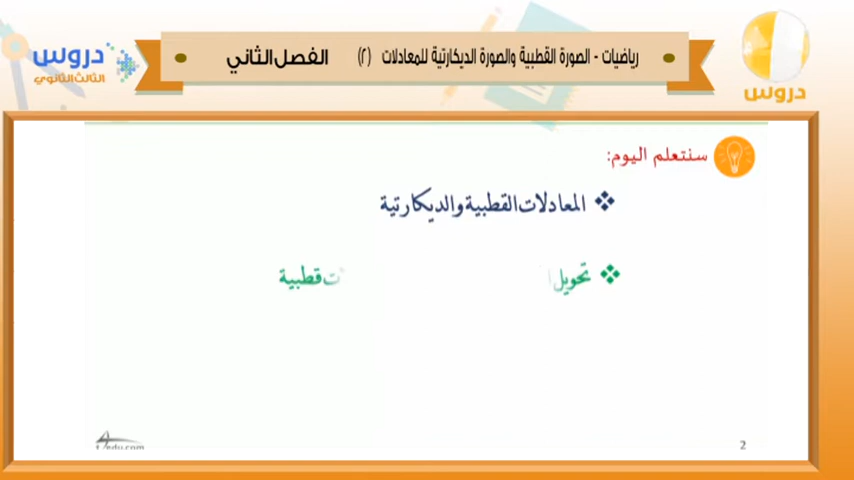 دروس
الثالث الثانوي
رياضيات - الصورة القطبية والصورة الديكارتية للمعادلات (٢) الفصل الثاني
دروس
سنتعلم اليوم:
❖ المعادلات القطبية والديكارتية
❖ تحويل قطبية
2